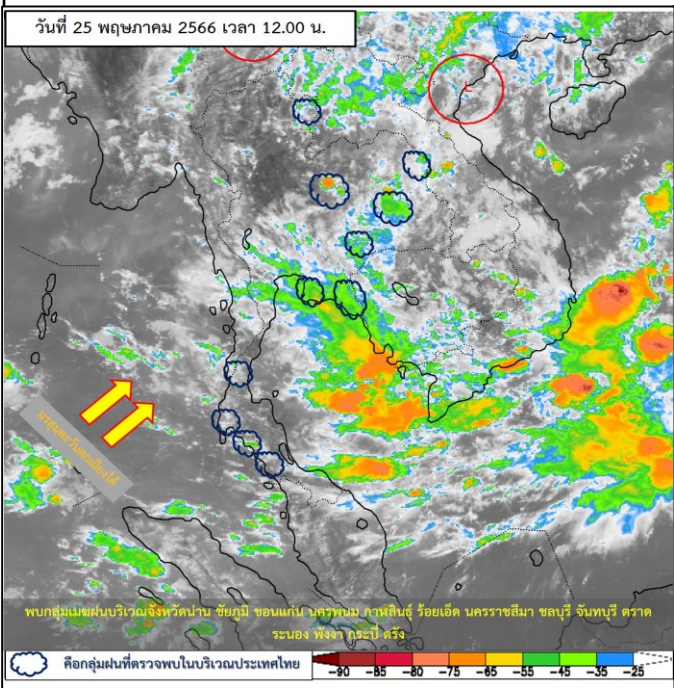 วันที่ 25 พฤษภาคม 2566 เวลา 12.00 น.
L
มรสุมตะวันตกเฉียงใต้
พบกลุ่มเมฆฝนบริเวณจังหวัดน่าน ชัยภูมิ ขอนแก่น นครพนม กาฬสินธุ์ ร้อยเอ็ด นครราชสีมา ชลบุรี จันทบุรี ตราด
ระนอง พังงา กระบี่ ตรัง
คือกลุ่มฝนที่ตรวจพบในบริเวณประเทศไทย
-90 -85 -80 -75 -65 -55 -45 -35 -25